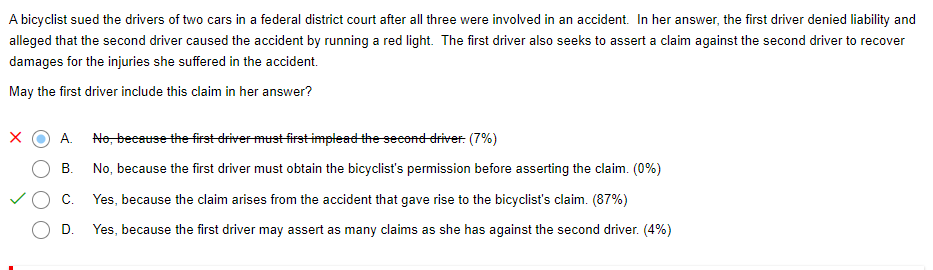 A bicyclist sued the drivers of two cars in a federal district court after all three were involved in an accident.  In her answer, the first driver denied liability and
alleged that the second driver caused the accident by running a red light.  The first driver also seeks to assert a claim against the second driver to recover
damages for the injuries she suffered in the accident.
May the first driver include this claim in her answer?
A. No, because the first driver must first implead the second driver. (7%)
B. No, because the first driver must obtain the bicyclist's permission before asserting the claim. (0%)
C. Yes, because the claim arises from the accident that gave rise to the bicyclist's claim. (87%)
D. Yes, because the first driver may assert as many claims as she has against the second driver. (4%)